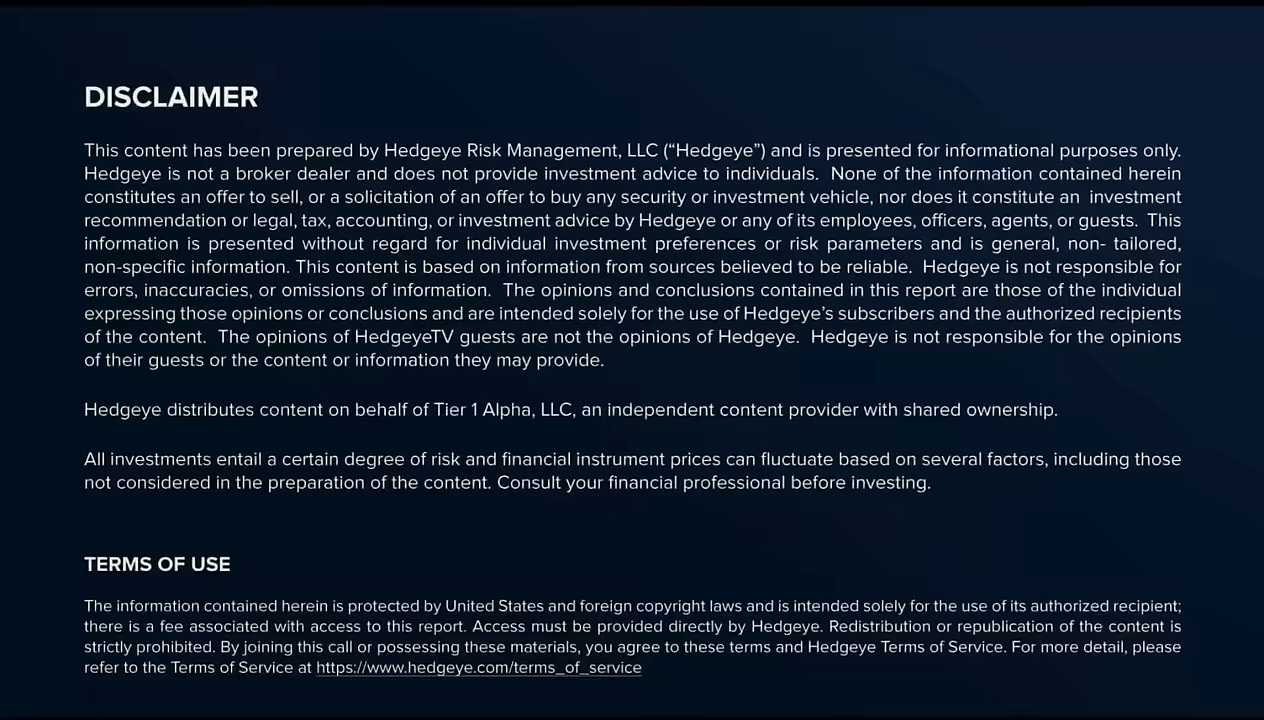 DISCLAIMER
This content has been prepared by Hedgeye Risk Management, LLC (“Hedgeye”) and is presented for informational purposes only.
Hedgeye is not a broker dealer and does not provide investment advice to individuals.  None of the information contained herein
constitutes an offer to sell, or a solicitation of an offer to buy any security or investment vehicle, nor does it constitute an  investment
recommendation or legal, tax, accounting, or investment advice by Hedgeye or any of its employees, officers, agents, or guests.  This
information is presented without regard for individual investment preferences or risk parameters and is general, non- tailored,
non-specific information. This content is based on information from sources believed to be reliable.  Hedgeye is not responsible for
errors, inaccuracies, or omissions of information.  The opinions and conclusions contained in this report are those of the individual
expressing those opinions or conclusions and are intended solely for the use of Hedgeye’s subscribers and the authorized recipients
of the content.  The opinions of HedgeyeTV guests are not the opinions of Hedgeye.  Hedgeye is not responsible for the opinions
of their guests or the content or information they may provide.
Hedgeye distributes content on behalf of Tier 1 Alpha, LLC, an independent content provider with shared ownership.
All investments entail a certain degree of risk and financial instrument prices can fluctuate based on several factors, including those
not considered in the preparation of the content. Consult your financial professional before investing.
TERMS OF USE
The information contained herein is protected by United States and foreign copyright laws and is intended solely for the use of its authorized recipient;
there is a fee associated with access to this report. Access must be provided directly by Hedgeye. Redistribution or republication of the content is
strictly prohibited. By joining this call or possessing these materials, you agree to these terms and Hedgeye Terms of Service. For more detail, please
refer to the Terms of Service at https://www.hedgeye.com/terms_of_service